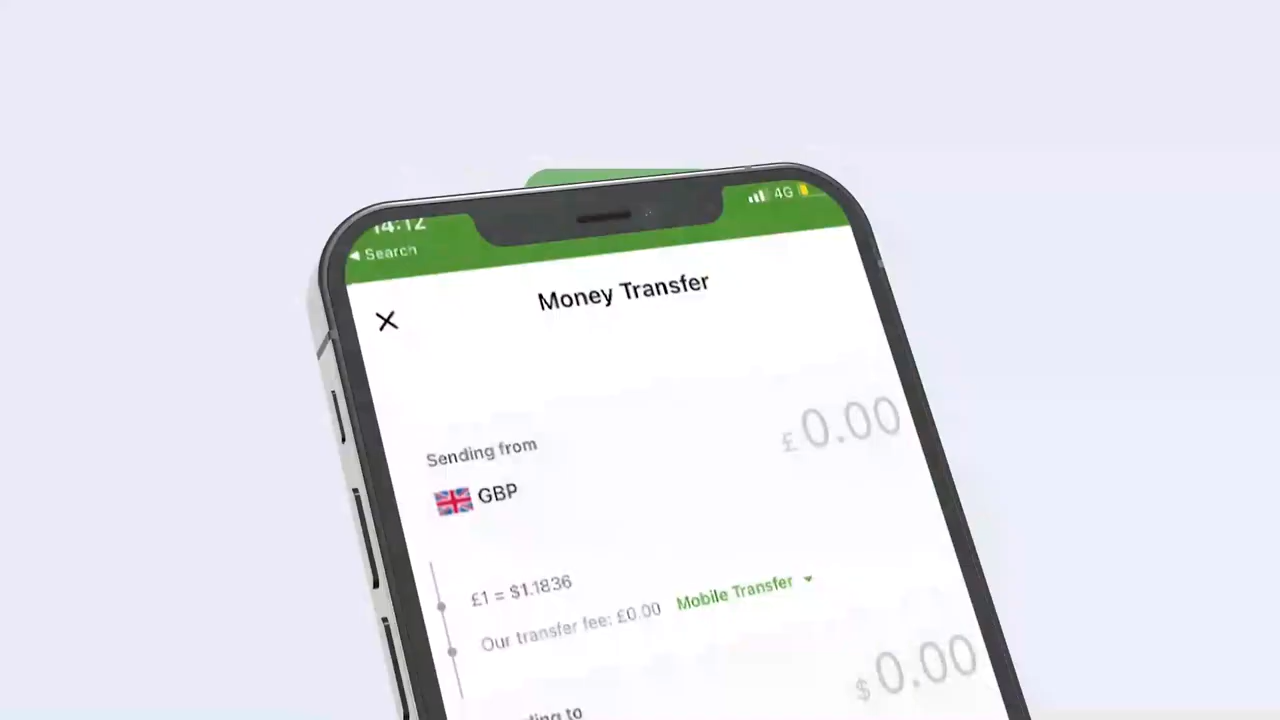 14:12
4G
◀ Search
Money Transfer
£ 0.00
Sending from
GBP
£1 = $1.1836
Our transfer fee: £0.00 Mobile Transfer
$ 0.00
to